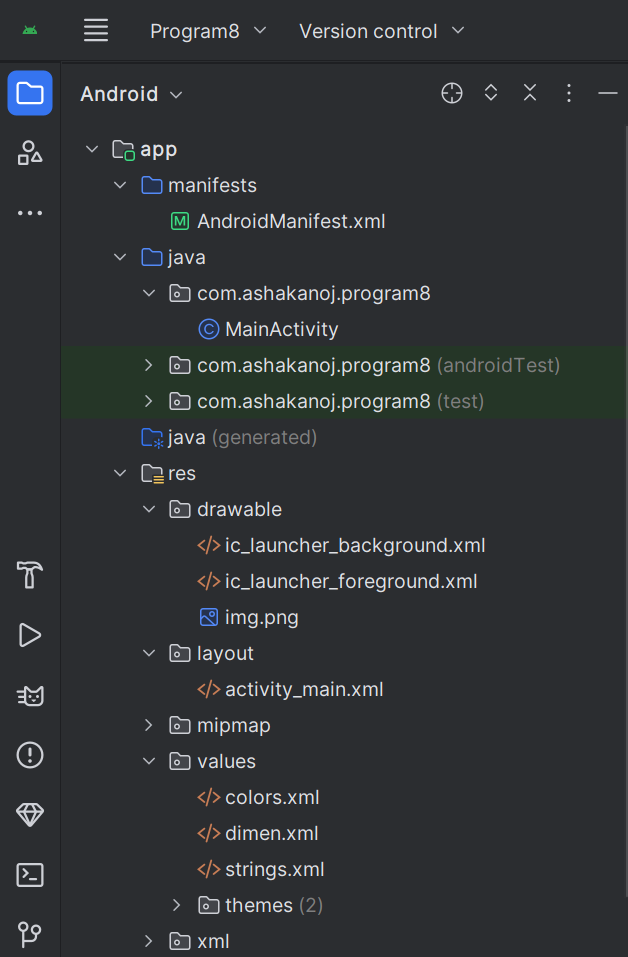 Program8 Version control
Android
app
manifests
AndroidManifest.xml
java
com.ashakanoj.program8
MainActivity
com.ashakanoj.program8 (androidTest)
com.ashakanoj.program8 (test)
java (generated)
res
drawable
ic_launcher_background.xml
ic_launcher_foreground.xml
img.png
layout
activity_main.xml
mipmap
values
colors.xml
dimen.xml
strings.xml
themes (2)
xml